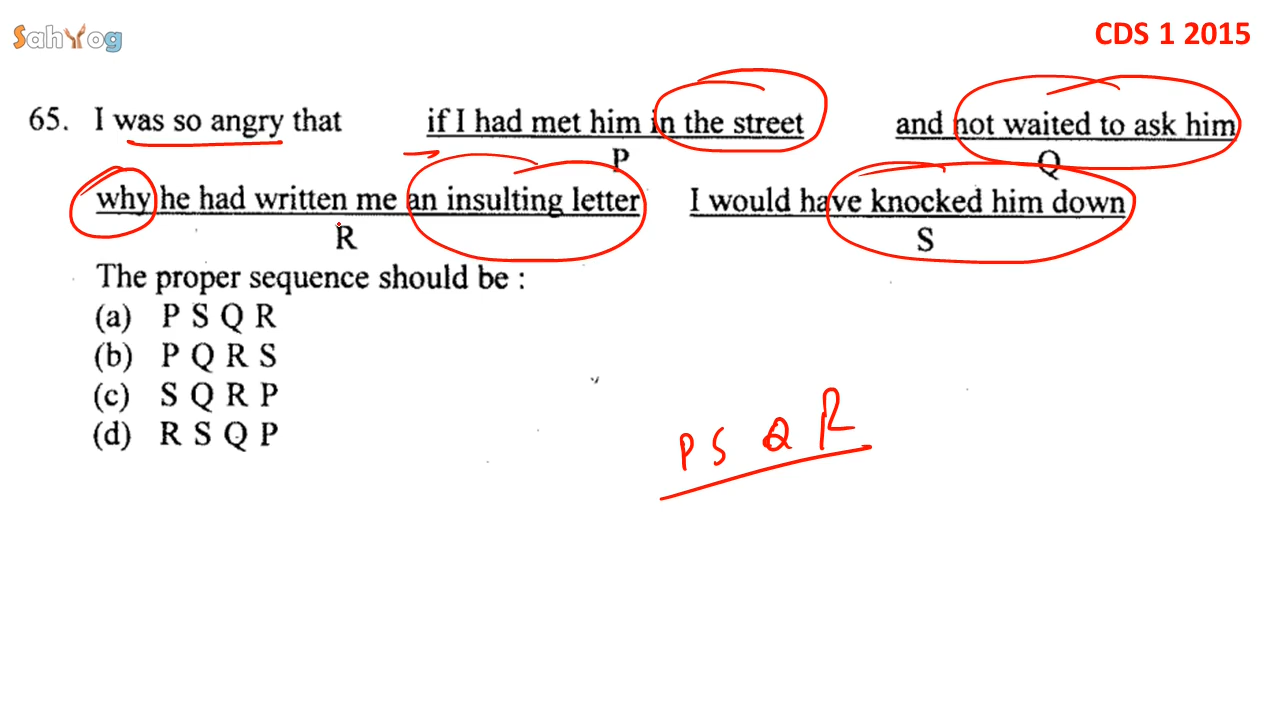 SahYog
CDS 1 2015
65. I was so angry that if I had met him in the street and not waited to ask him
P Q
why he had written me an insulting letter I would have knocked him down
R S
The proper sequence should be :
(a) P S Q R
(b) P Q R S
(c) S Q R P
(d) R S Q P
P S Q R